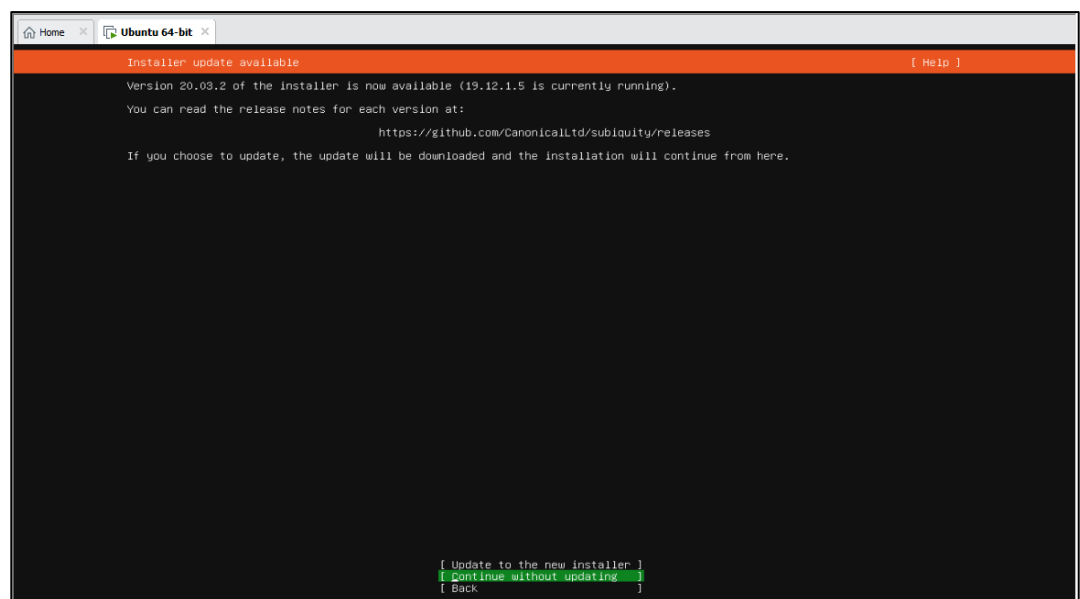 Home
Ubuntu 64-bit
Installer update available [ Help ]
Version 20.03.2 of the installer is now available (19.12.1.5 is currently running).
You can read the release notes for each version at:
https://github.com/CanonicalLtd/subiquity/releases
If you choose to update, the update will be downloaded and the installation will continue from here.
[ Update to the new installer ]
[ Continue without updating ]
[ Back ]